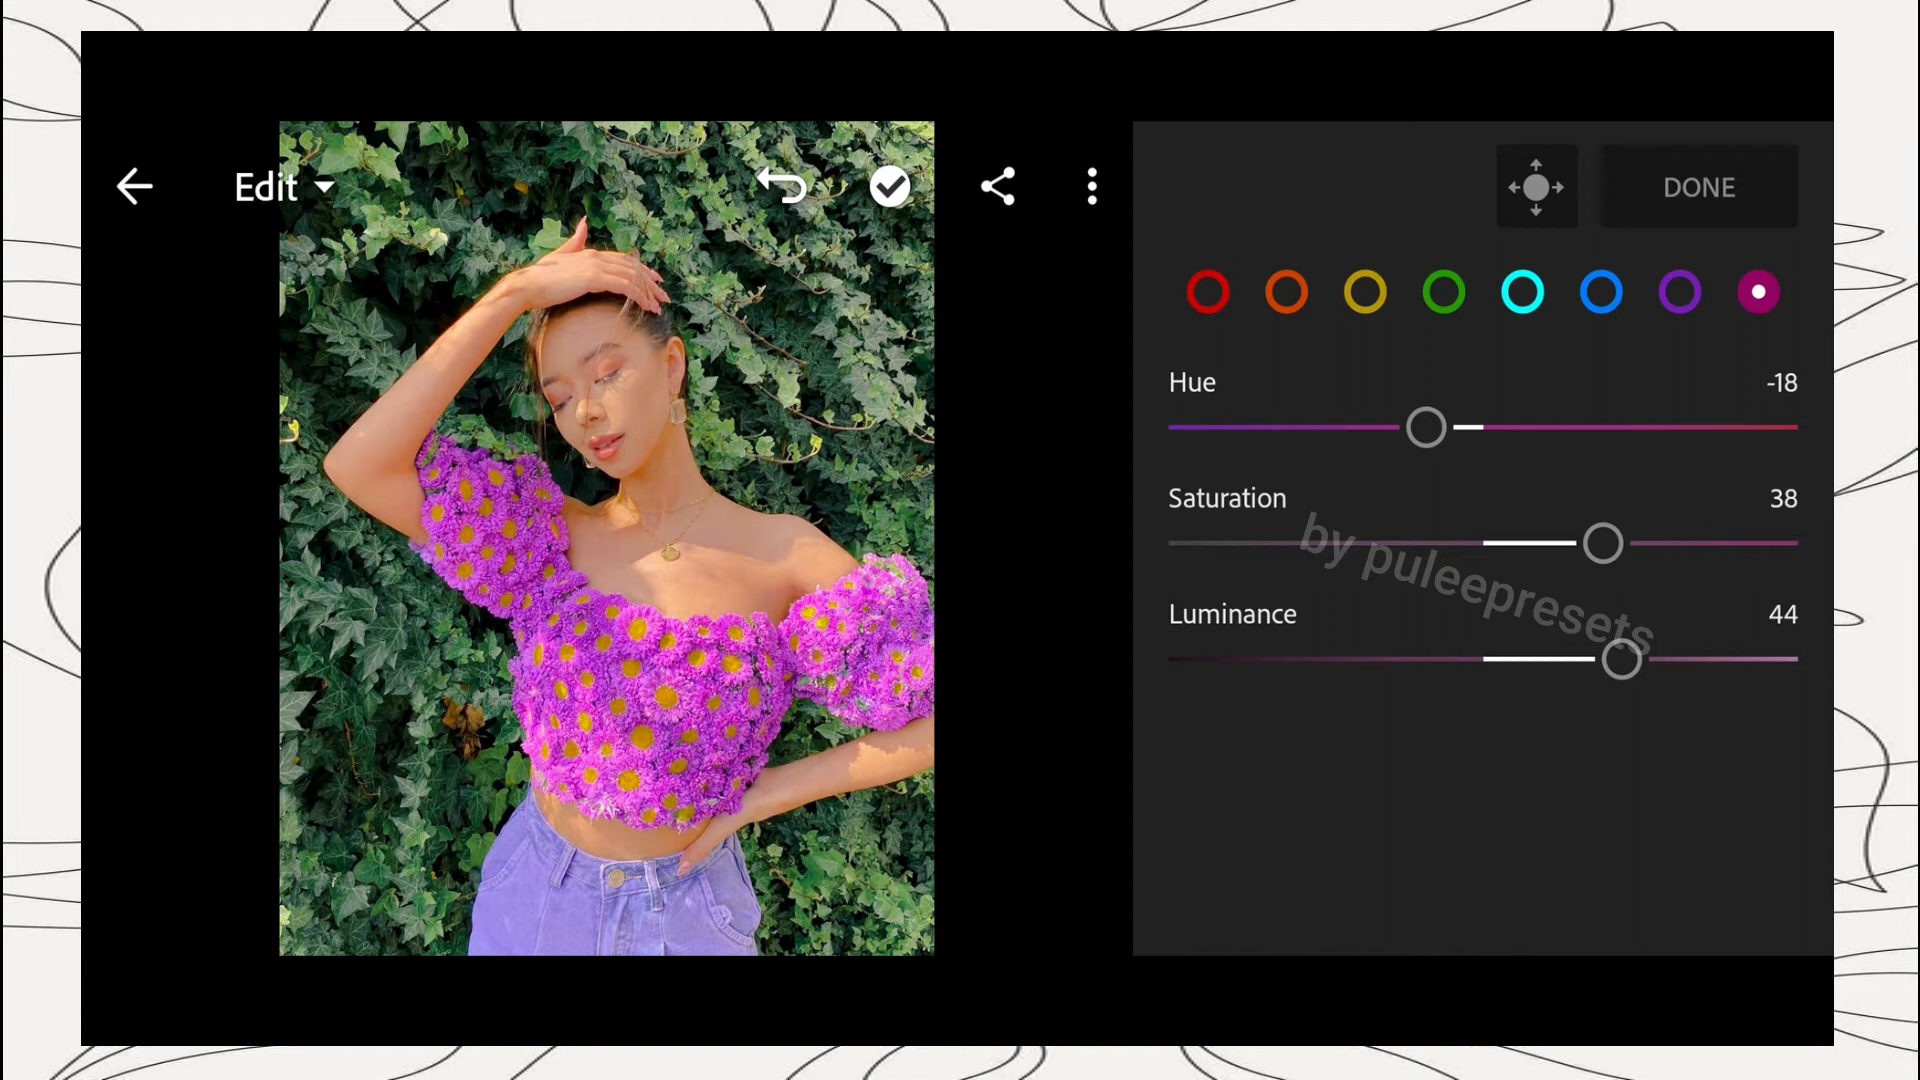 Edit
DONE
Hue -18
Saturation 38
by puleepresets
Luminance 44